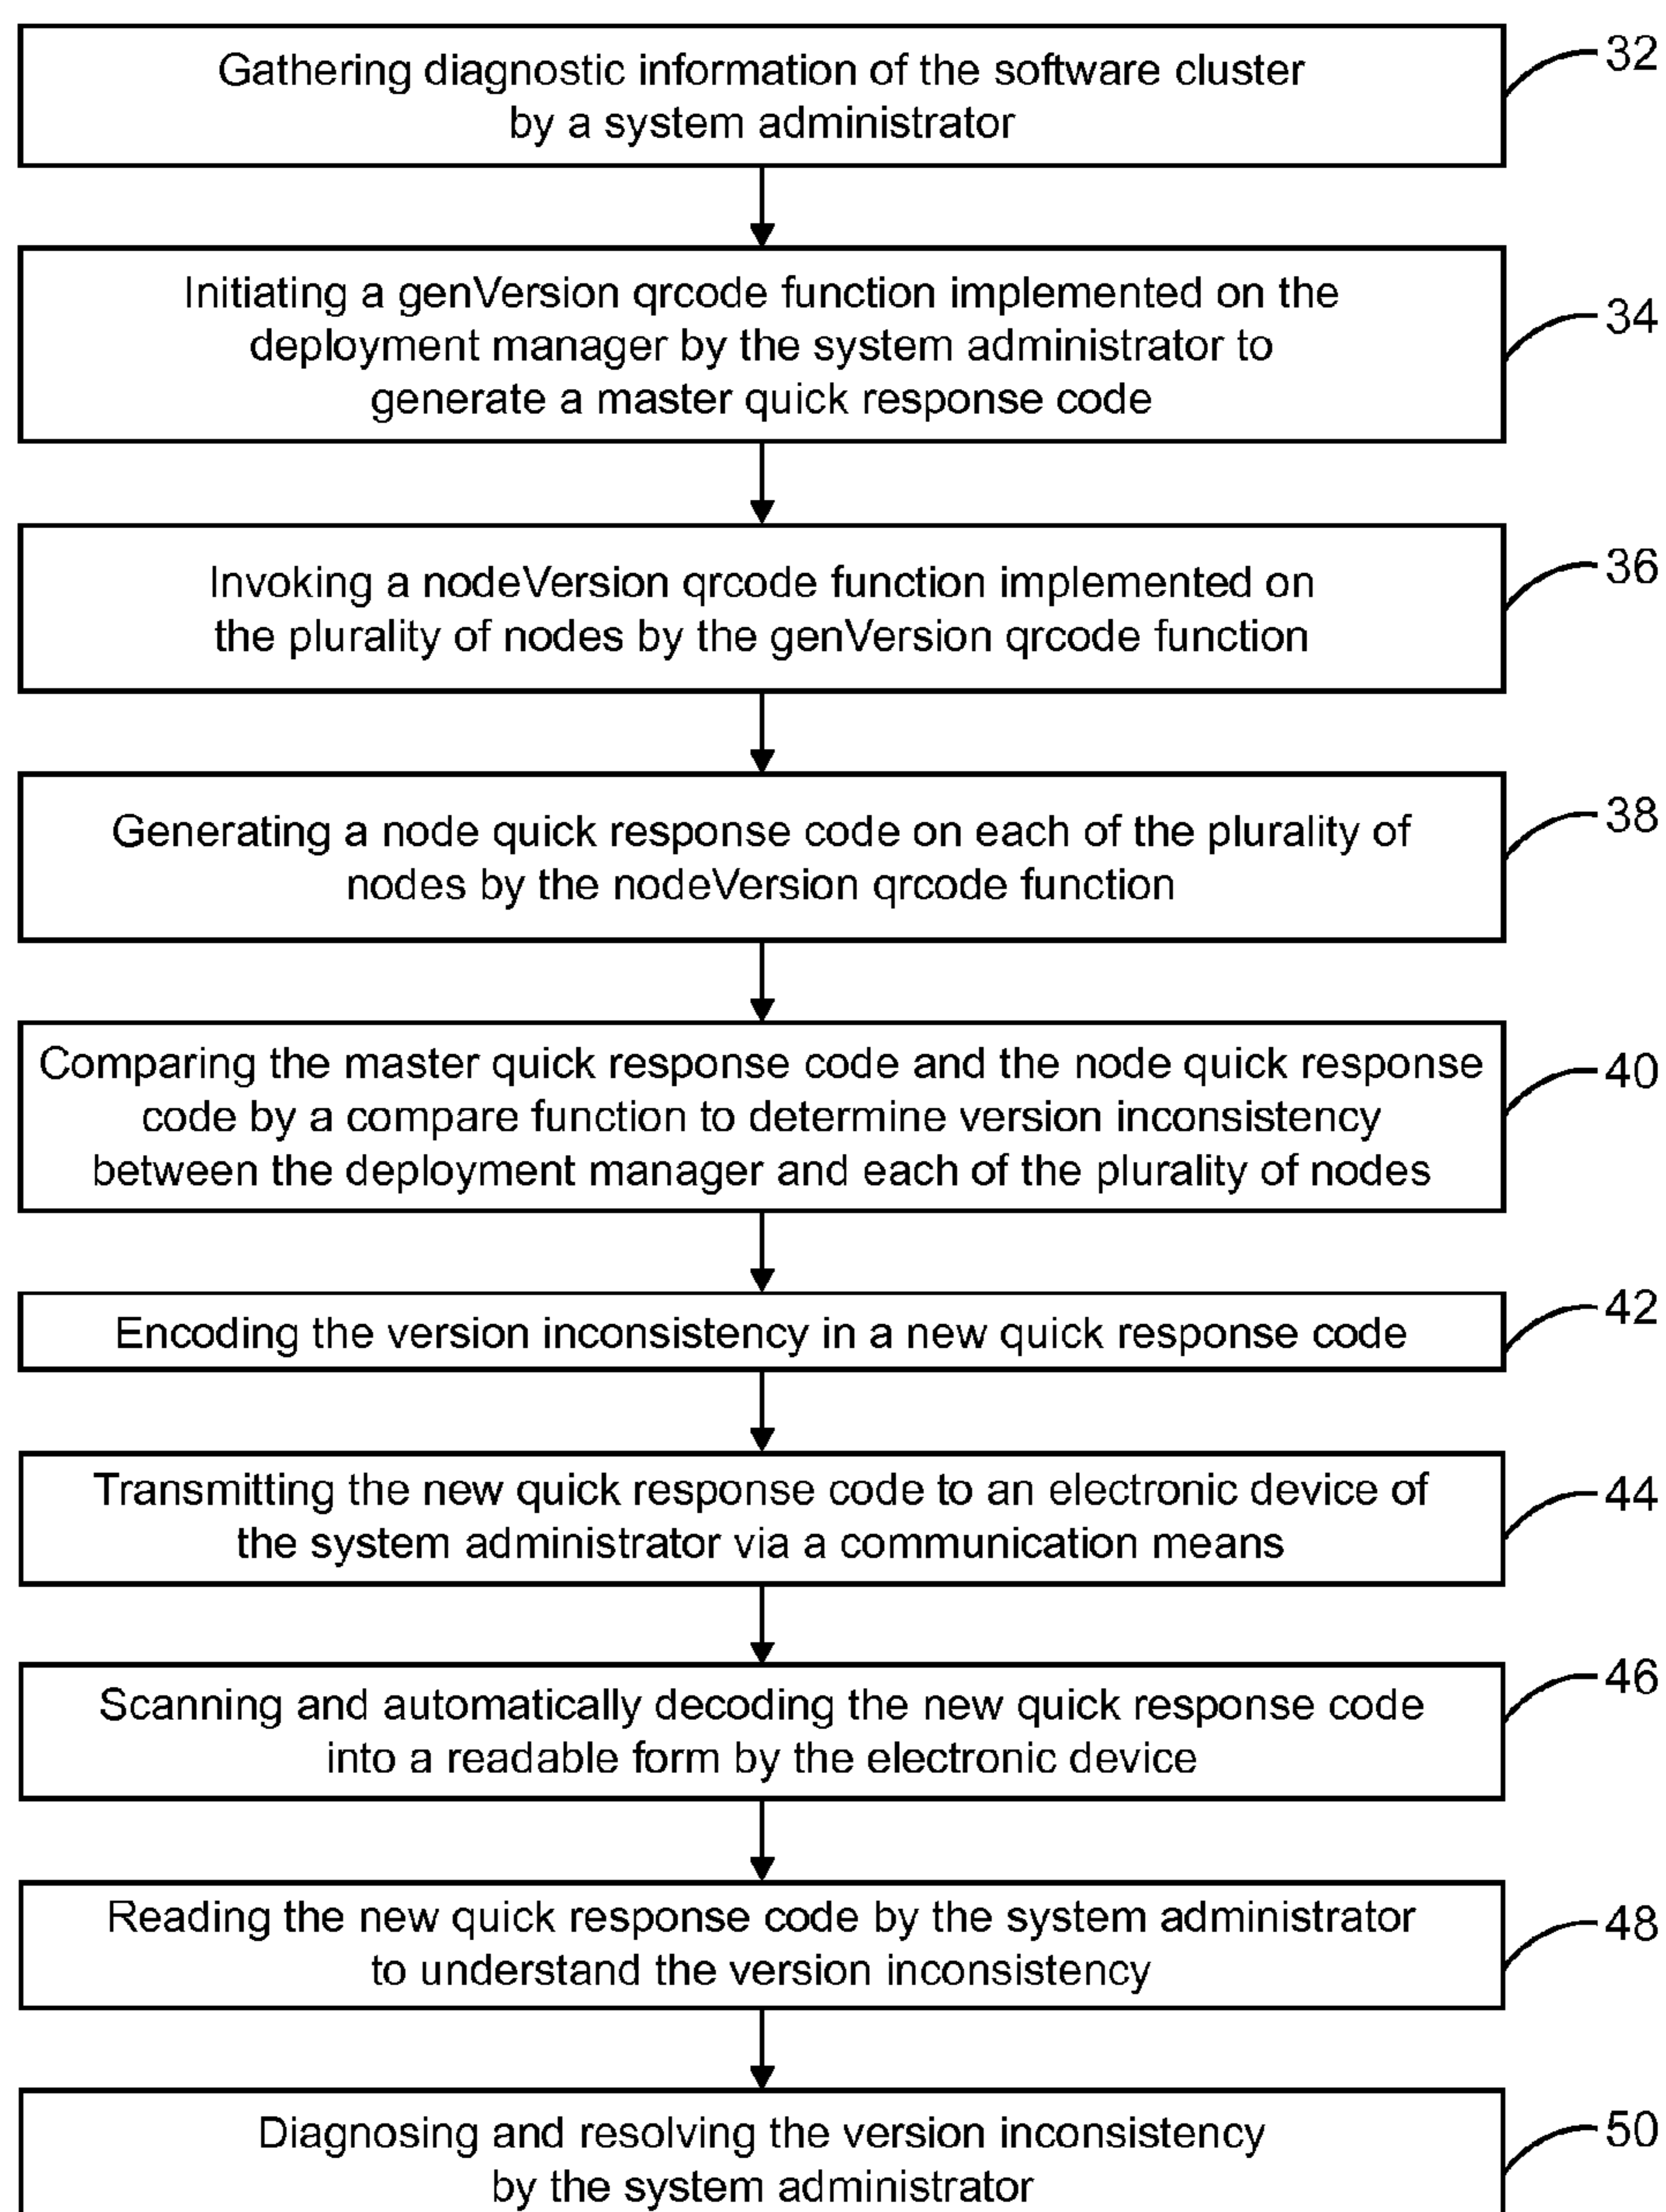 Gathering diagnostic information of the software cluster
by a system administrator
32
Initiating a genVersion qrcode function implemented on the
deployment manager by the system administrator to
generate a master quick response code
34
Invoking a nodeVersion qrcode function implemented on
the plurality of nodes by the genVersion qrcode function
36
Generating a node quick response code on each of the plurality of
nodes by the nodeVersion qrcode function
38
Comparing the master quick response code and the node quick response
code by a compare function to determine version inconsistency
between the deployment manager and each of the plurality of nodes
40
Encoding the version inconsistency in a new quick response code
42
Transmitting the new quick response code to an electronic device of
the system administrator via a communication means
44
Scanning and automatically decoding the new quick response code
into a readable form by the electronic device
46
Reading the new quick response code by the system administrator
to understand the version inconsistency
48
Diagnosing and resolving the version inconsistency
by the system administrator
50